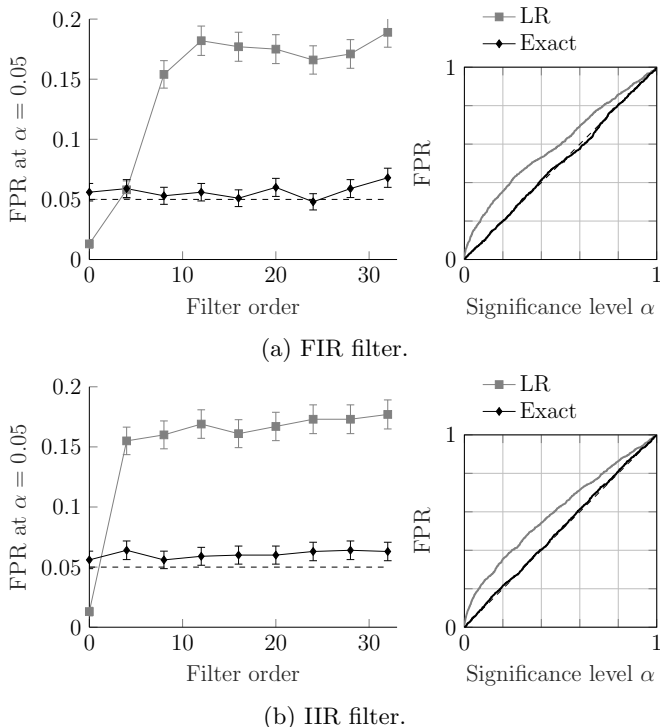 LR
Exact
0.2
0.15
0.1
0.05
0
FPR at α = 0.05
0
10
20
30
Filter order
1
0
FPR
0
1
Significance level α
(a) FIR filter.
LR
Exact
0.2
0.15
0.1
0.05
0
FPR at α = 0.05
0
10
20
30
Filter order
1
0
FPR
0
1
Significance level α
(b) IIR filter.